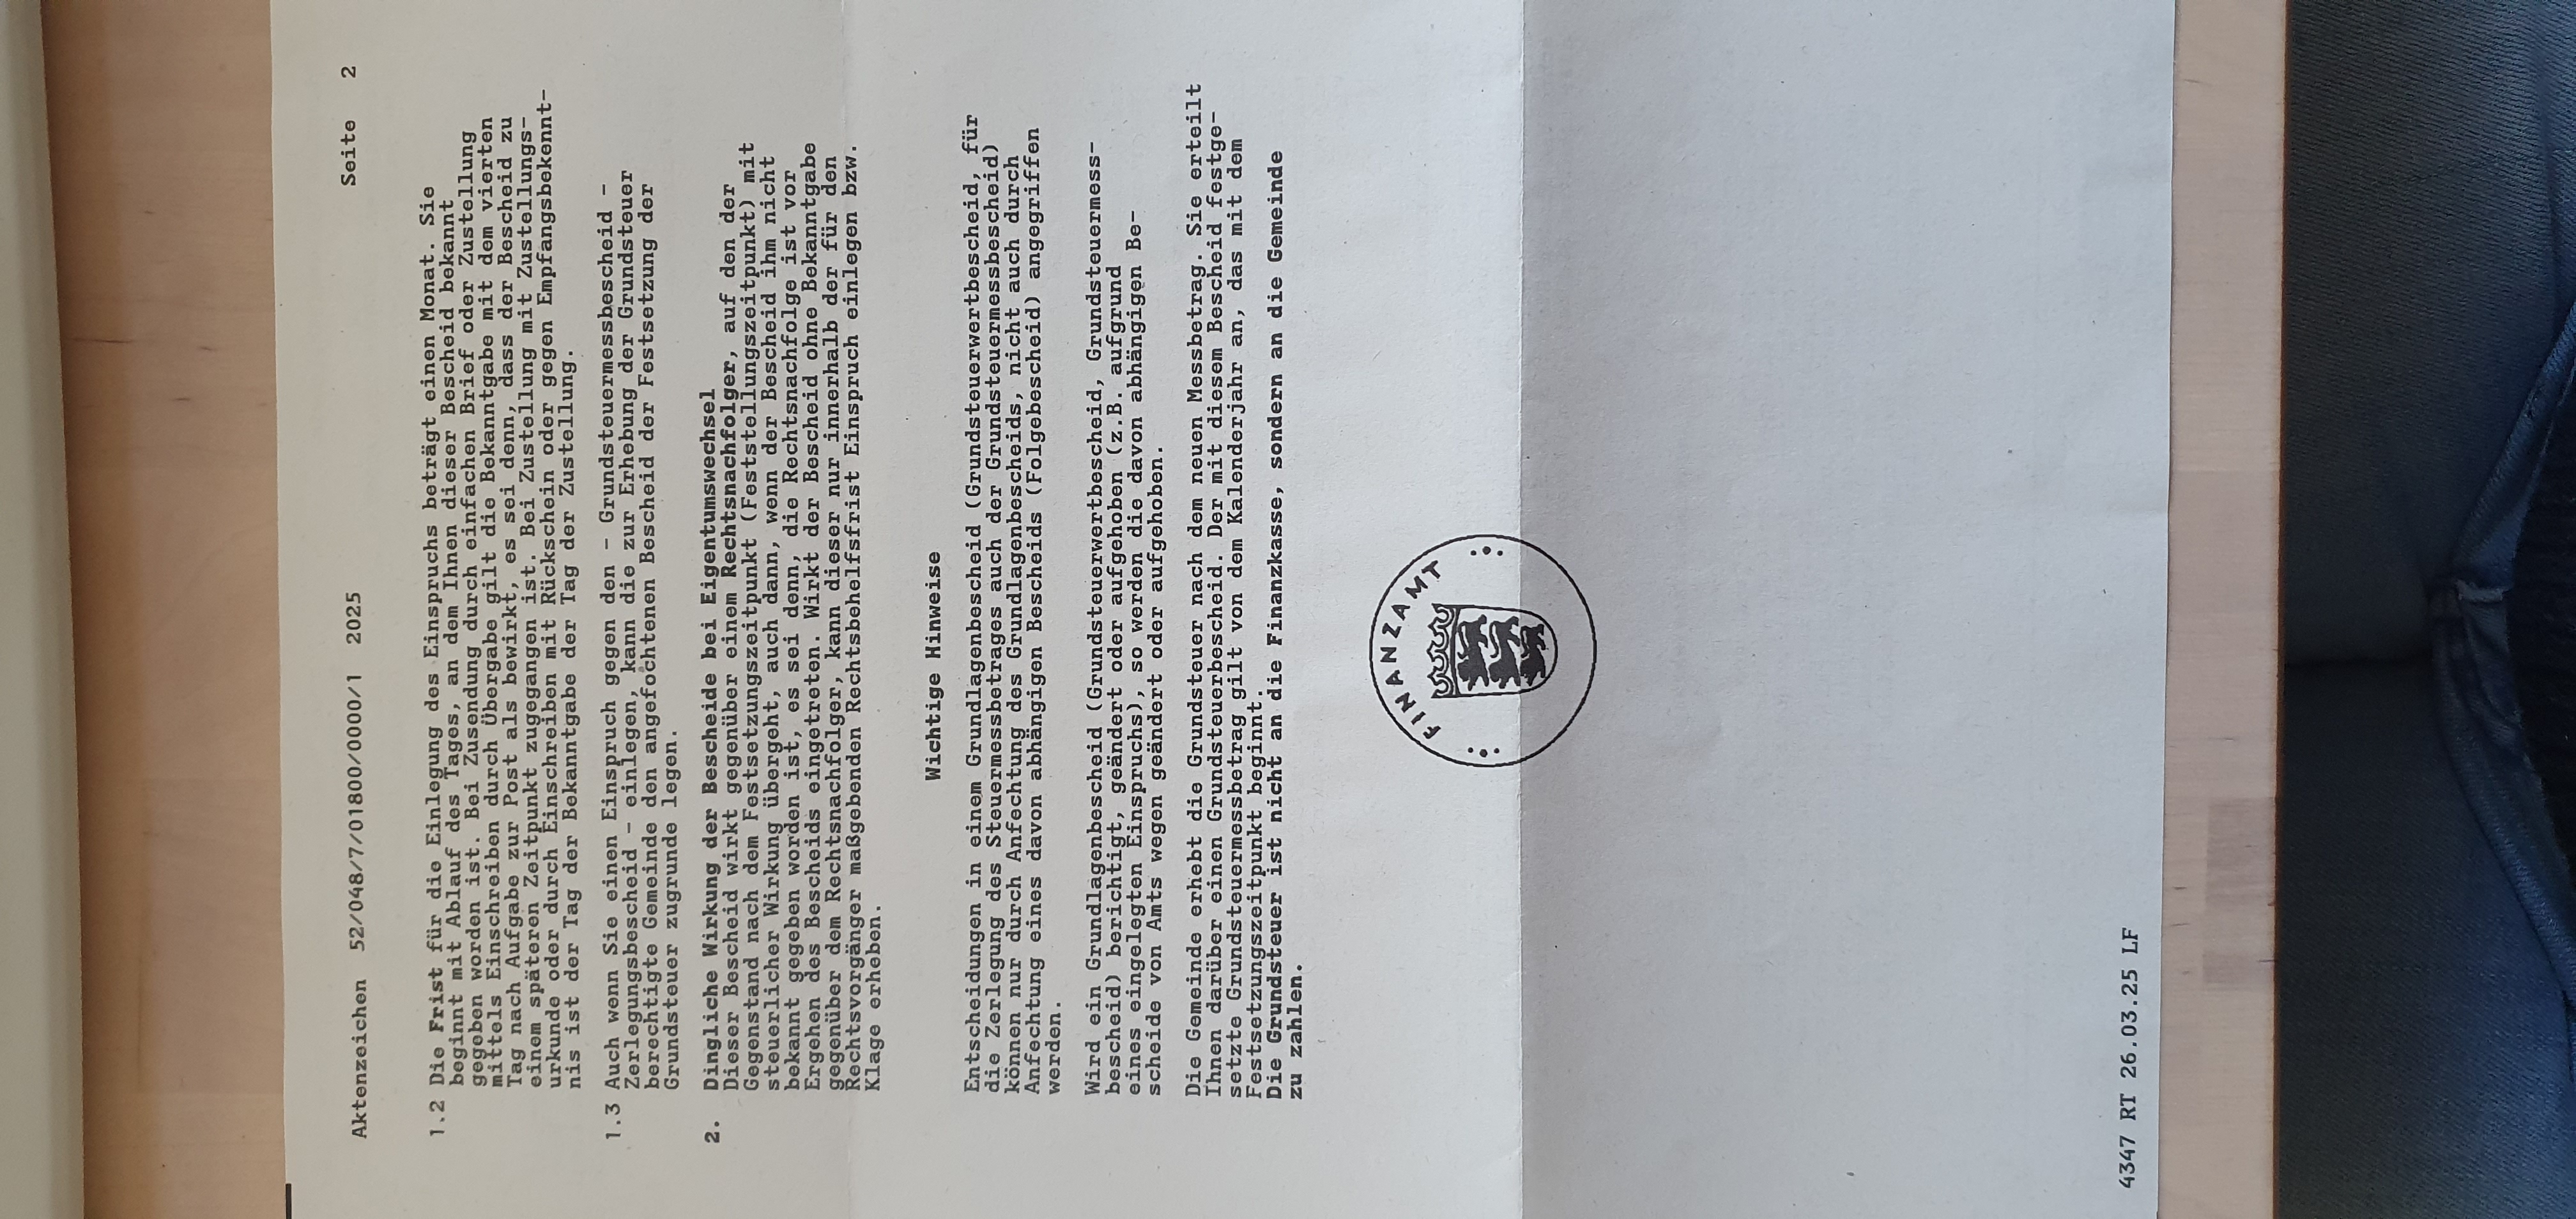 Aktenzeichen 52/048/7/01800/0000/1 2025 Seite 2
1.2 Die Frist für die Einlegung des Einspruchs beträgt einen Monat. Sie
beginnt mit Ablauf des Tages, an dem Ihnen dieser Bescheid bekannt
gegeben worden ist. Bei Zusendung durch einfachen Brief oder Zustellung
mittels Einschreiben durch Übergabe gilt die Bekanntgabe mit dem vierten
Tag nach Aufgabe zur Post als bewirkt, es sei denn, dass der Bescheid zu
einem späteren Zeitpunkt zugegangen ist. Bei Zustellung mit Zustellungs-
urkunde oder durch Einschreiben mit Rückschein oder gegen Empfangsbekennt-
nis ist der Tag der Bekanntgabe der Tag der Zustellung.
1.3 Auch wenn Sie einen Einspruch gegen den - Grundsteuermessbescheid -
Zerlegungsbescheid - einlegen, kann die zur Erhebung der Grundsteuer
berechtigte Gemeinde den angefochtenen Bescheid der Festsetzung der
Grundsteuer zugrunde legen.
2. Dingliche Wirkung der Bescheide bei Eigentumswechsel
Dieser Bescheid wirkt gegenüber einem Rechtsnachfolger, auf den der
Gegenstand nach dem Festsetzungszeitpunkt (Feststellungszeitpunkt) mit
steuerlicher Wirkung übergeht, auch dann, wenn der Bescheid ihm nicht
bekannt gegeben worden ist, es sei denn, die Rechtsnachfolge ist vor
Ergehen des Bescheids eingetreten. Wirkt der Bescheid ohne Bekanntgabe
gegenüber dem Rechtsnachfolger, kann dieser nur innerhalb der für den
Rechtsvorgänger maßgebenden Rechtsbehelfsfrist Einspruch einlegen bzw.
Klage erheben.
Wichtige Hinweise
Entscheidungen in einem Grundlagenbescheid (Grundsteuerwertbescheid, für
die Zerlegung des Steuermessbetrages auch der Grundsteuermessbescheid)
können nur durch Anfechtung des Grundlagenbescheids, nicht auch durch
Anfechtung eines davon abhängigen Bescheids (Folgebescheid) angegriffen
werden.
Wird ein Grundlagenbescheid (Grundsteuerwertbescheid, Grundsteuermess-
bescheid) berichtigt, geändert oder aufgehoben (z.B. aufgrund
eines eingelegten Einspruchs), so werden die davon abhängigen Be-
scheide von Amts wegen geändert oder aufgehoben.
Die Gemeinde erhebt die Grundsteuer nach dem neuen Messbetrag. Sie erteilt
Ihnen darüber einen Grundsteuerbescheid. Der mit diesem Bescheid festge-
setzte Grundsteuermessbetrag gilt von dem Kalenderjahr an, das mit dem
Festsetzungszeitpunkt beginnt.
Die Grundsteuer ist nicht an die Finanzkasse, sondern an die Gemeinde
zu zahlen.
FINANZAMT
4347 RT 26.03.25 LF